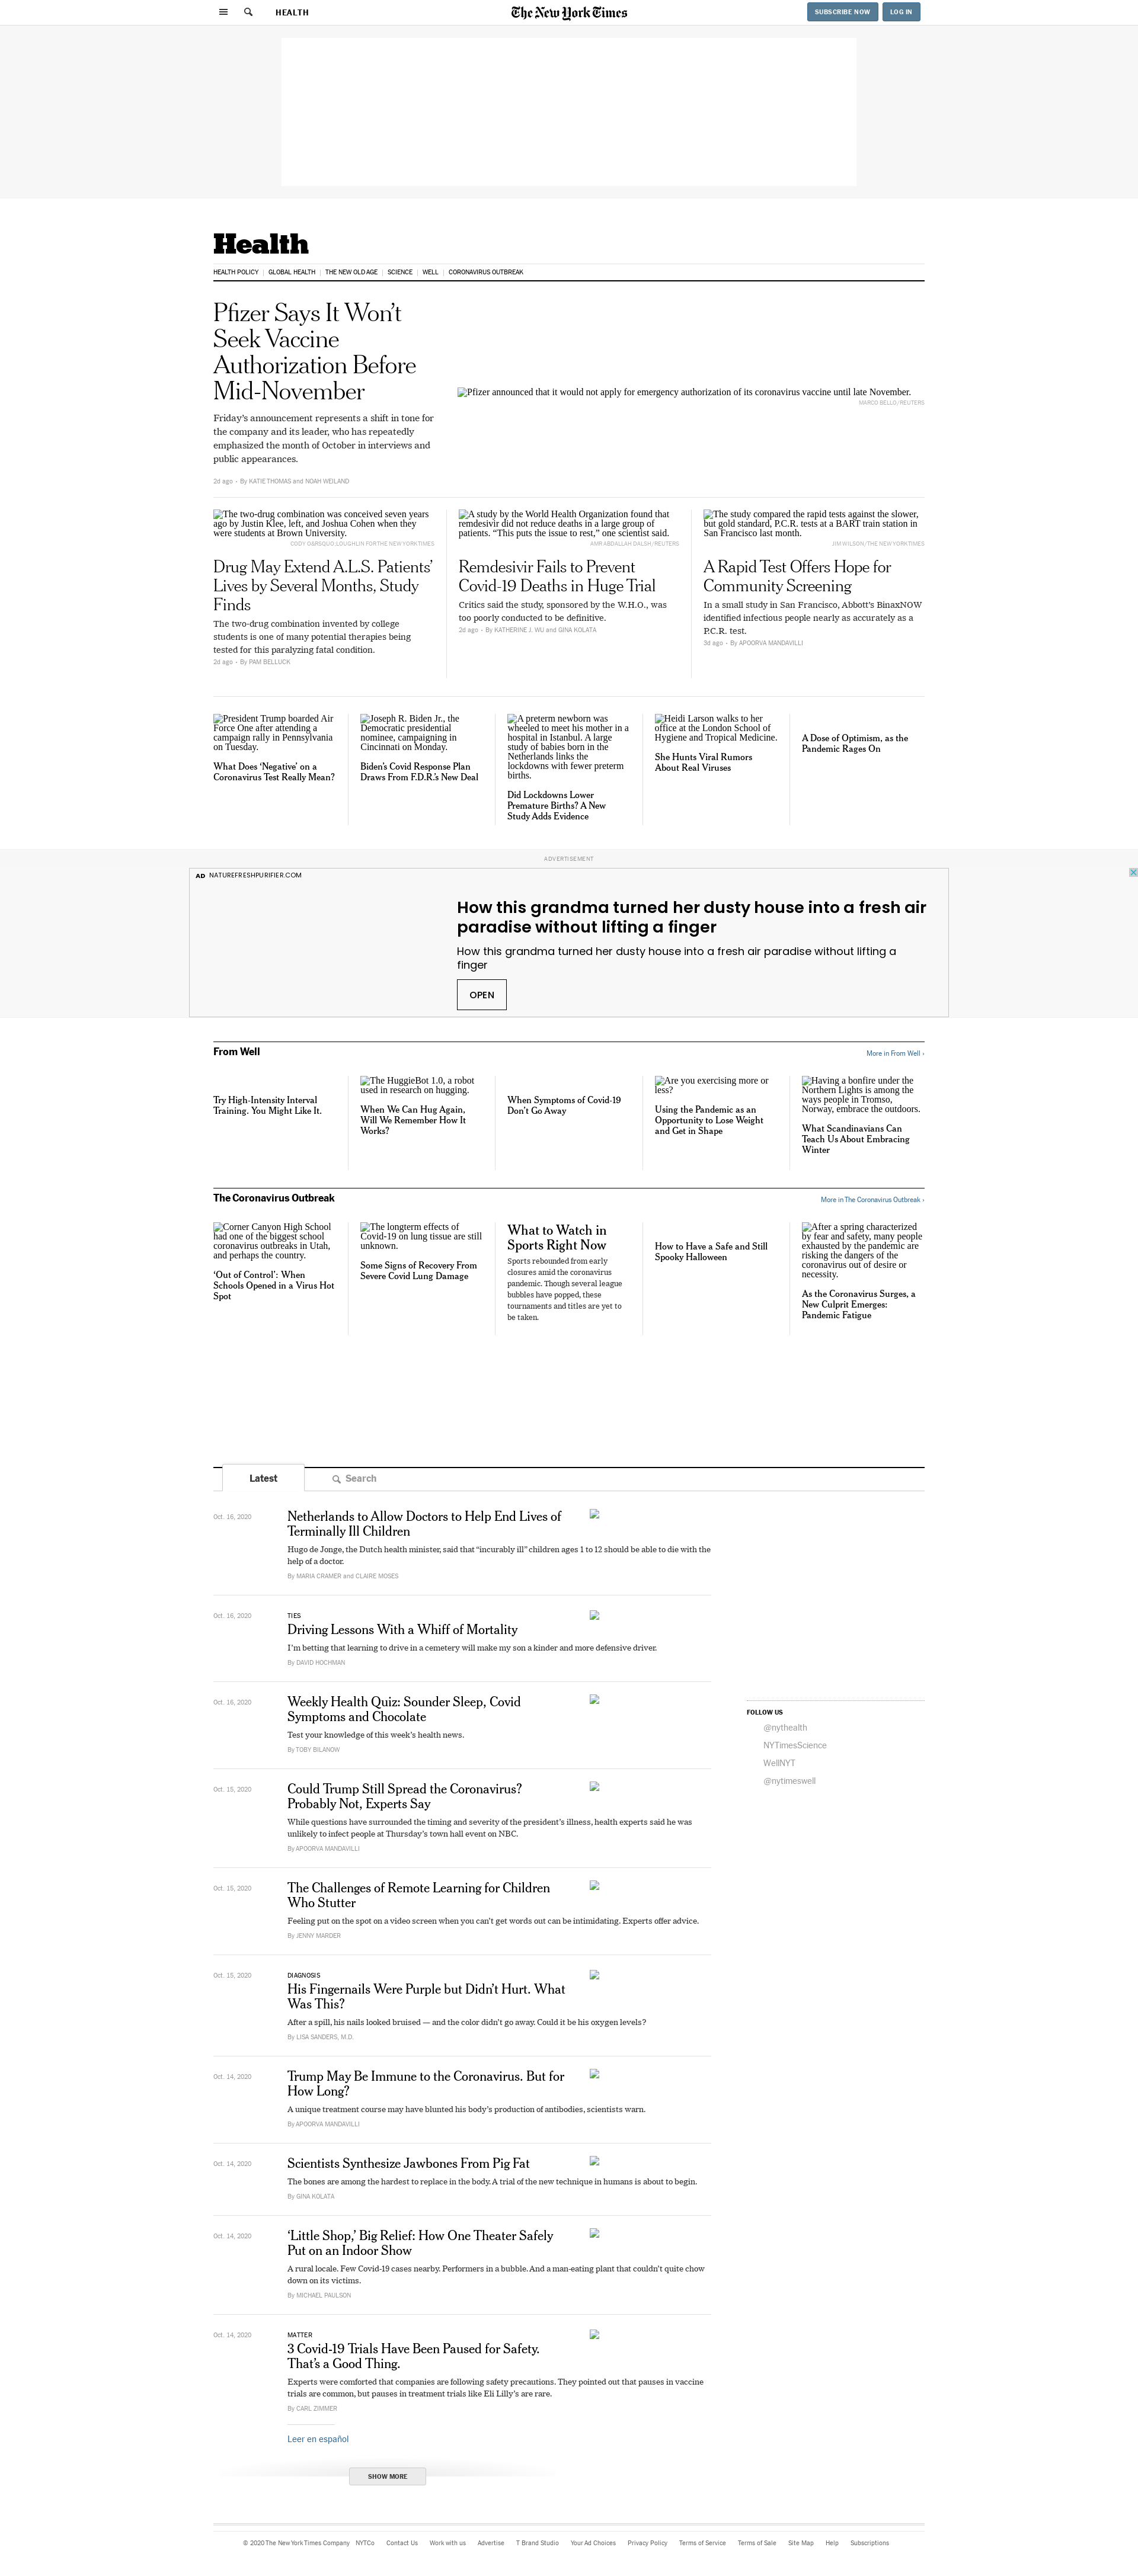 HEALTH
The New York Times
SUBSCRIBE NOW
LOG IN
Health
HEALTH POLICY | GLOBAL HEALTH | THE NEW OLD AGE | SCIENCE | WELL | CORONAVIRUS OUTBREAK
Pfizer Says It Won’t
Seek Vaccine
Authorization Before
Mid-November
Friday’s announcement represents a shift in tone for
the company and its leader, who has repeatedly
emphasized the month of October in interviews and
public appearances.
2d ago • By KATIE THOMAS and NOAH WEILAND
Pfizer announced that it would not apply for emergency authorization of its coronavirus vaccine until late November.
MARCO BELLO/REUTERS
The two-drug combination was conceived seven years
ago by Justin Klee, left, and Joshua Cohen when they
were students at Brown University.
CODY O&RSQUO;LOUGHLIN FOR THE NEW YORK TIMES
Drug May Extend A.L.S. Patients’
Lives by Several Months, Study
Finds
The two-drug combination invented by college
students is one of many potential therapies being
tested for this paralyzing fatal condition.
2d ago • By PAM BELLUCK
A study by the World Health Organization found that
remdesivir did not reduce deaths in a large group of
patients. “This puts the issue to rest,” one scientist said.
AMR ABDALLAH DALSH/REUTERS
Remdesivir Fails to Prevent
Covid-19 Deaths in Huge Trial
Critics said the study, sponsored by the W.H.O., was
too poorly conducted to be definitive.
2d ago • By KATHERINE J. WU and GINA KOLATA
The study compared the rapid tests against the slower,
but gold standard, P.C.R. tests at a BART train station in
San Francisco last month.
JIM WILSON/THE NEW YORK TIMES
A Rapid Test Offers Hope for
Community Screening
In a small study in San Francisco, Abbott’s BinaxNOW
identified infectious people nearly as accurately as a
P.C.R. test.
3d ago • By APOORVA MANDAVILLI
President Trump boarded Air
Force One after attending a
campaign rally in Pennsylvania
on Tuesday.
What Does ‘Negative’ on a
Coronavirus Test Really Mean?
Joseph R. Biden Jr., the
Democratic presidential
nominee, campaigning in
Cincinnati on Monday.
Biden’s Covid Response Plan
Draws From F.D.R.’s New Deal
A preterm newborn was
wheeled to meet his mother in a
hospital in Istanbul. A large
study of babies born in the
Netherlands links the
lockdowns with fewer preterm
births.
Did Lockdowns Lower
Premature Births? A New
Study Adds Evidence
Heidi Larson walks to her
office at the London School of
Hygiene and Tropical Medicine.
She Hunts Viral Rumors
About Real Viruses
A Dose of Optimism, as the
Pandemic Rages On
ADVERTISEMENT
AD NATUREFRESHPURIFIER.COM
How this grandma turned her dusty house into a fresh air
paradise without lifting a finger
How this grandma turned her dusty house into a fresh air paradise without lifting a
finger
OPEN
From Well
More in From Well ›
Try High-Intensity Interval
Training. You Might Like It.
The HuggieBot 1.0, a robot
used in research on hugging.
When We Can Hug Again,
Will We Remember How It
Works?
When Symptoms of Covid-19
Don’t Go Away
Are you exercising more or
less?
Using the Pandemic as an
Opportunity to Lose Weight
and Get in Shape
Having a bonfire under the
Northern Lights is among the
ways people in Tromso,
Norway, embrace the outdoors.
What Scandinavians Can
Teach Us About Embracing
Winter
The Coronavirus Outbreak
More in The Coronavirus Outbreak ›
Corner Canyon High School
had one of the biggest school
coronavirus outbreaks in Utah,
and perhaps the country.
‘Out of Control’: When
Schools Opened in a Virus Hot
Spot
The longterm effects of
Covid-19 on lung tissue are still
unknown.
Some Signs of Recovery From
Severe Covid Lung Damage
What to Watch in
Sports Right Now
Sports rebounded from early
closures amid the coronavirus
pandemic. Though several league
bubbles have popped, these
tournaments and titles are yet to
be taken.
How to Have a Safe and Still
Spooky Halloween
After a spring characterized
by fear and safety, many people
exhausted by the pandemic are
risking the dangers of the
coronavirus out of desire or
necessity.
As the Coronavirus Surges, a
New Culprit Emerges:
Pandemic Fatigue
Latest
Search
Oct. 16, 2020
Netherlands to Allow Doctors to Help End Lives of
Terminally Ill Children
Hugo de Jonge, the Dutch health minister, said that “incurably ill” children ages 1 to 12 should be able to die with the
help of a doctor.
By MARIA CRAMER and CLAIRE MOSES
Oct. 16, 2020
TIES
Driving Lessons With a Whiff of Mortality
I’m betting that learning to drive in a cemetery will make my son a kinder and more defensive driver.
By DAVID HOCHMAN
Oct. 16, 2020
Weekly Health Quiz: Sounder Sleep, Covid
Symptoms and Chocolate
Test your knowledge of this week’s health news.
By TOBY BILANOW
FOLLOW US
@nythealth
NYTimesScience
WellNYT
@nytimeswell
Oct. 15, 2020
Could Trump Still Spread the Coronavirus?
Probably Not, Experts Say
While questions have surrounded the timing and severity of the president’s illness, health experts said he was
unlikely to infect people at Thursday’s town hall event on NBC.
By APOORVA MANDAVILLI
Oct. 15, 2020
The Challenges of Remote Learning for Children
Who Stutter
Feeling put on the spot on a video screen when you can’t get words out can be intimidating. Experts offer advice.
By JENNY MARDER
Oct. 15, 2020
DIAGNOSIS
His Fingernails Were Purple but Didn’t Hurt. What
Was This?
After a spill, his nails looked bruised — and the color didn’t go away. Could it be his oxygen levels?
By LISA SANDERS, M.D.
Oct. 14, 2020
Trump May Be Immune to the Coronavirus. But for
How Long?
A unique treatment course may have blunted his body’s production of antibodies, scientists warn.
By APOORVA MANDAVILLI
Oct. 14, 2020
Scientists Synthesize Jawbones From Pig Fat
The bones are among the hardest to replace in the body. A trial of the new technique in humans is about to begin.
By GINA KOLATA
Oct. 14, 2020
‘Little Shop,’ Big Relief: How One Theater Safely
Put on an Indoor Show
A rural locale. Few Covid-19 cases nearby. Performers in a bubble. And a man-eating plant that couldn’t quite chow
down on its victims.
By MICHAEL PAULSON
Oct. 14, 2020
MATTER
3 Covid-19 Trials Have Been Paused for Safety.
That’s a Good Thing.
Experts were comforted that companies are following safety precautions. They pointed out that pauses in vaccine
trials are common, but pauses in treatment trials like Eli Lilly’s are rare.
By CARL ZIMMER
Leer en español
SHOW MORE
© 2020 The New York Times Company NYTCo Contact Us Work with us Advertise T Brand Studio Your Ad Choices Privacy Policy Terms of Service Terms of Sale Site Map Help Subscriptions